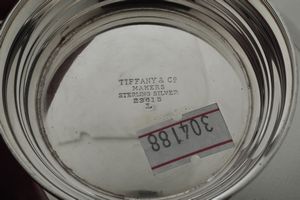 TIFFANY & Co
MAKERS
STERLING SILVER
23615
L
304188